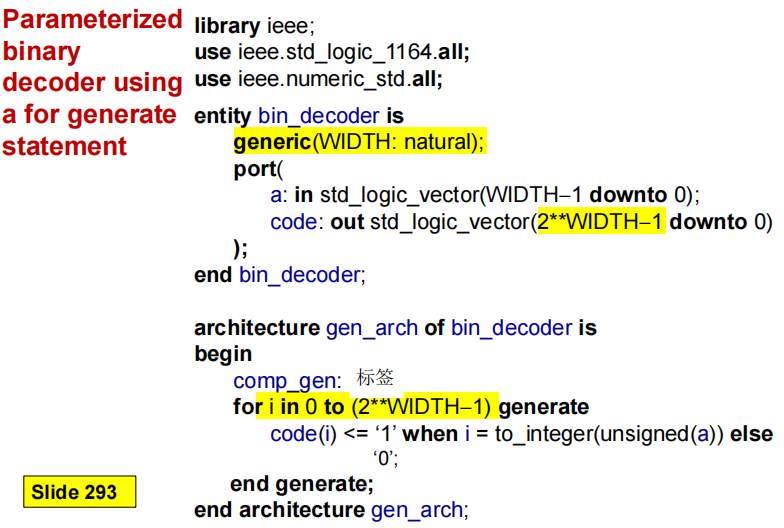 Parameterized
binary
decoder using
a for generate
statement
library ieee;
use ieee.std_logic_1164.all;
use ieee.numeric_std.all;
entity bin_decoder is
generic(WIDTH: natural);
port(
a: in std_logic_vector(WIDTH−1 downto 0);
code: out std_logic_vector(2**WIDTH−1 downto 0)
);
end bin_decoder;
architecture gen_arch of bin_decoder is
begin
comp_gen: 标签
for i in 0 to (2**WIDTH−1) generate
code(i) <= ‘1’ when i = to_integer(unsigned(a)) else
‘0’;
end generate;
end architecture gen_arch;
Slide 293